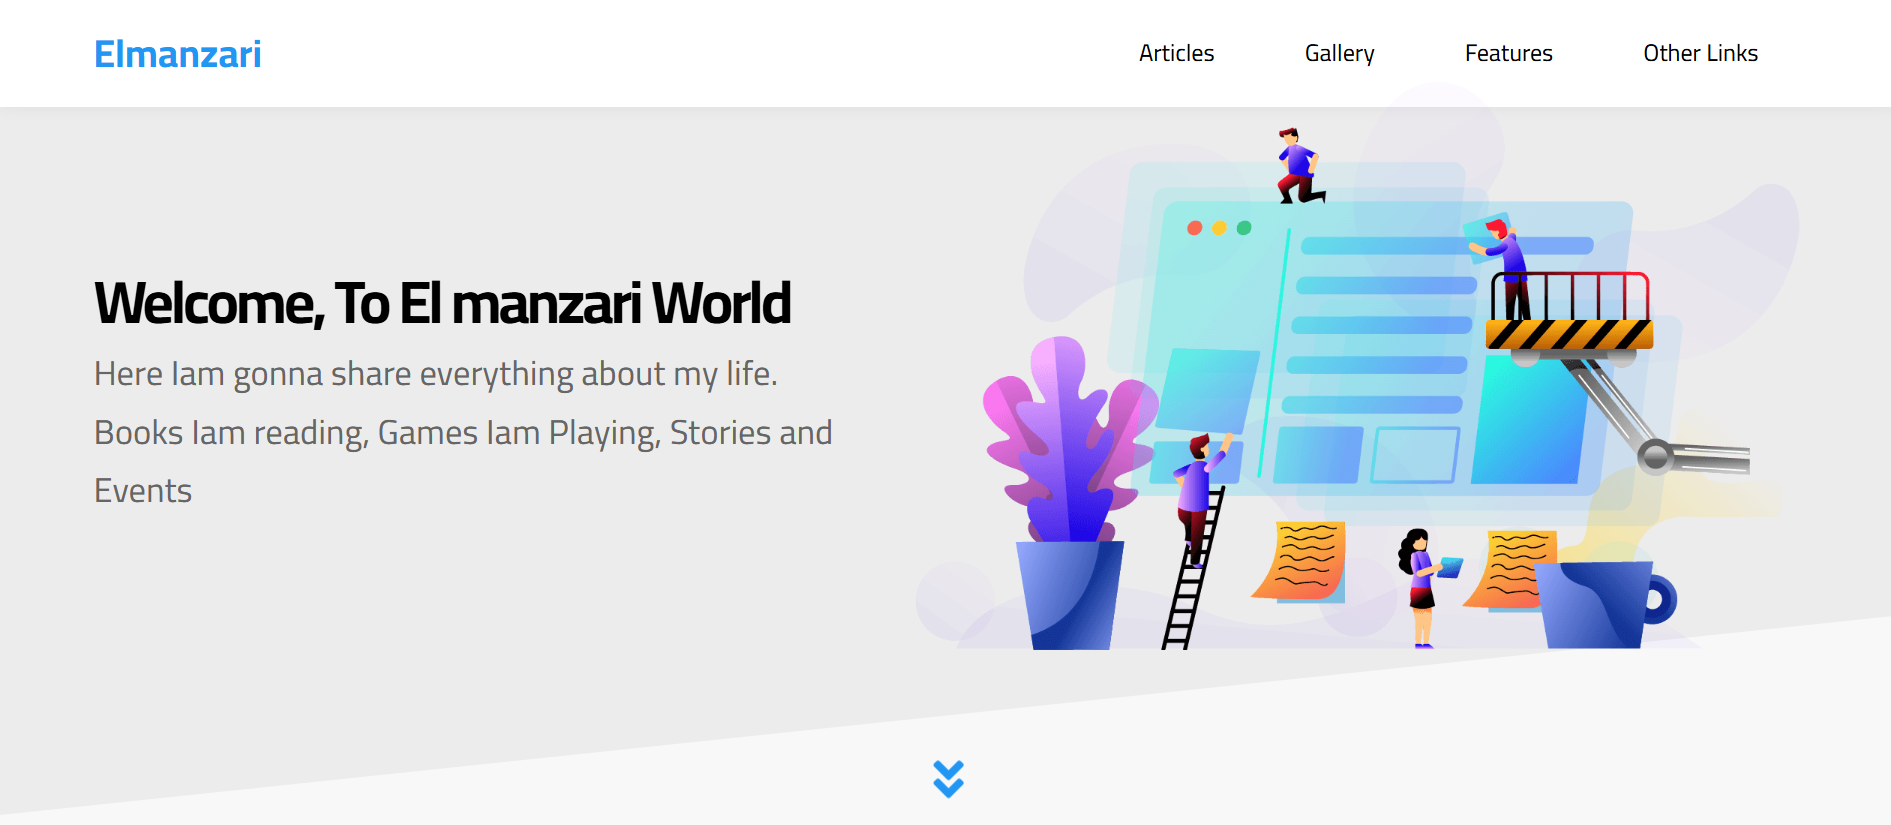 Elmanzari
Articles Gallery Features Other Links
Welcome, To El manzari World
Here Iam gonna share everything about my life.
Books Iam reading, Games Iam Playing, Stories and
Events